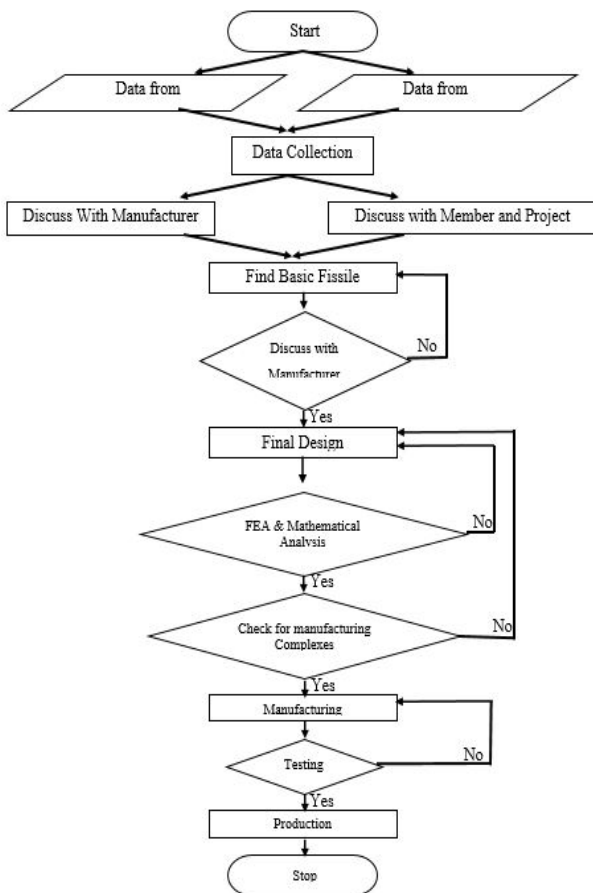 Start
Data from
Data from
Data Collection
Discuss With Manufacturer
Discuss with Member and Project
Find Basic Fissile
Discuss with
Manufacturer
No
Yes
Final Design
FEA & Mathematical
Analysis
No
Yes
Check for manufacturing
Complexes
No
Yes
Manufacturing
Testing
No
Yes
Production
Stop